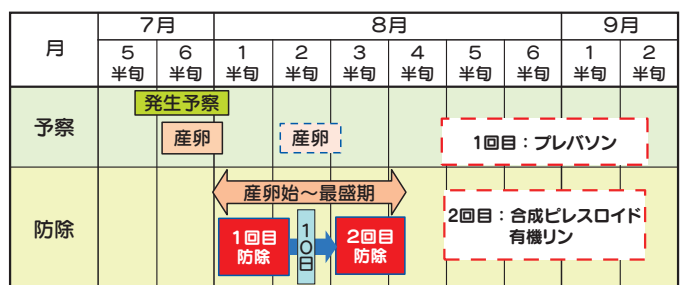 月
7月
8月
9月
5
半旬
6
半旬
1
半旬
2
半旬
3
半旬
4
半旬
5
半旬
6
半旬
1
半旬
2
半旬
予察
発生予察
産卵
産卵
1回目：プレバソン
防除
産卵始～最盛期
1回目
防除
10日
2回目
防除
2回目：合成ピレスロイド
有機リン